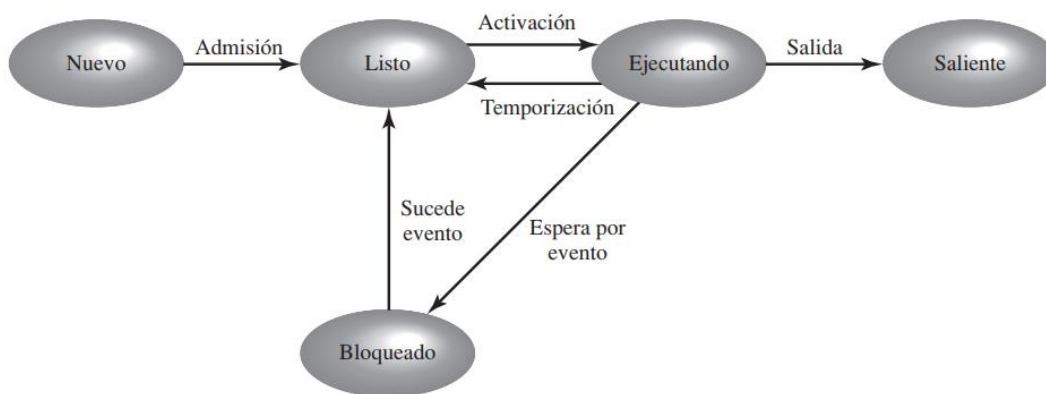 Activación
Admisión
Salida
Nuevo
Listo
Ejecutando
Saliente
Temporización
Sucede
evento
Espera por
evento
Bloqueado